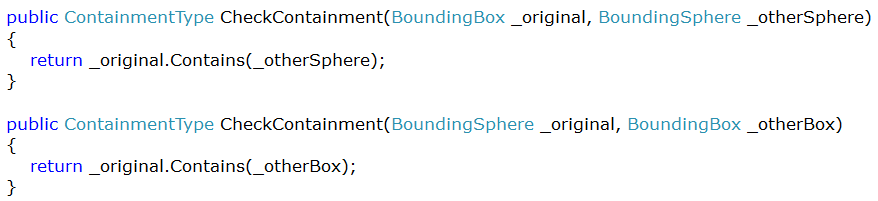 public ContainmentType CheckContainment(BoundingBox _original, BoundingSphere _otherSphere)
{
    return _original.Contains(_otherSphere);
}

public ContainmentType CheckContainment(BoundingSphere _original, BoundingBox _otherBox)
{
    return _original.Contains(_otherBox);
}